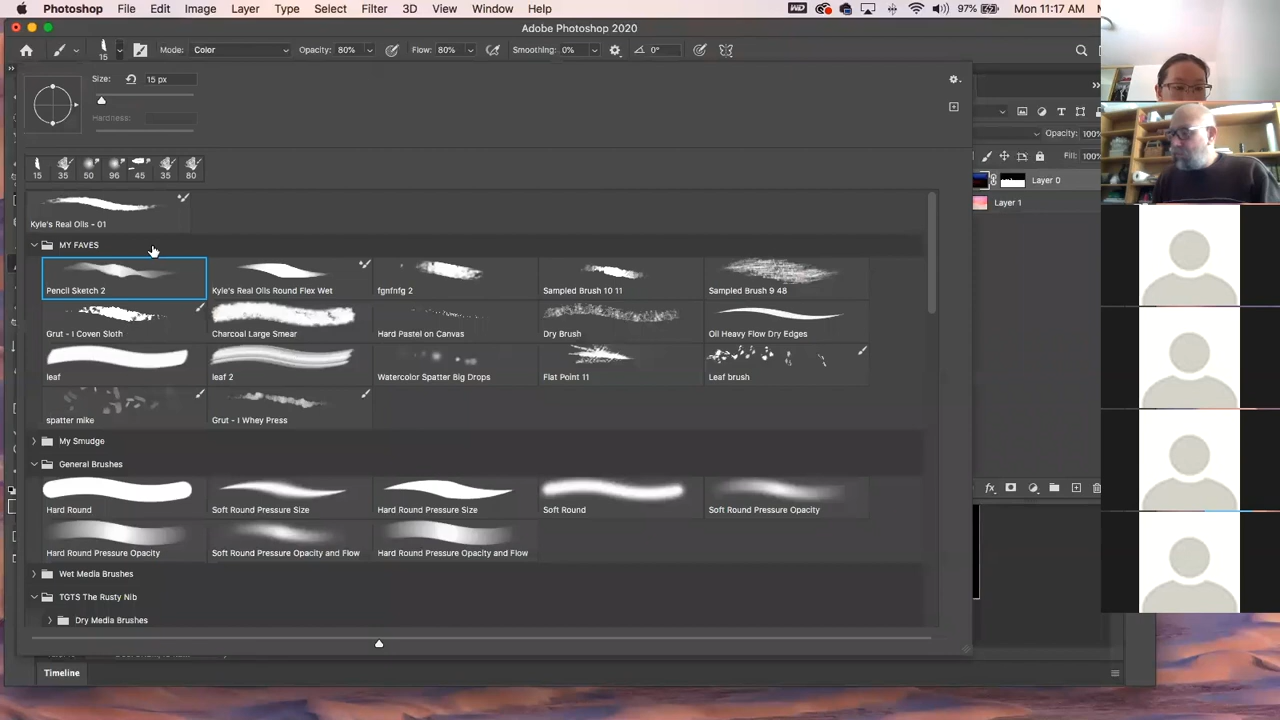 Photoshop File Edit Image Layer Type Select Filter 3D View Window Help 97% Mon 11:17 AM
Adobe Photoshop 2020
15 Mode: Color Opacity: 80% Flow: 80% Smoothing: 0% 0°
Size: 15 px
Hardness:
Opacity: 100%
Fill: 100%
15 35 50 96 45 35 80
Layer 0
Layer 1
Kyle's Real Oils - 01
MY FAVES
Pencil Sketch 2 Kyle's Real Oils Round Flex Wet fgnfnfg 2 Sampled Brush 10 11 Sampled Brush 9 48
Grut - I Coven Sloth Charcoal Large Smear Hard Pastel on Canvas Dry Brush Oil Heavy Flow Dry Edges
leaf leaf 2 Watercolor Spatter Big Drops Flat Point 11 Leaf brush
spatter mike Grut - I Whey Press
My Smudge
General Brushes
fx
Hard Round Soft Round Pressure Size Hard Round Pressure Size Soft Round Soft Round Pressure Opacity
Hard Round Pressure Opacity Soft Round Pressure Opacity and Flow Hard Round Pressure Opacity and Flow
Wet Media Brushes
TGTS The Rusty Nib
Dry Media Brushes
Timeline